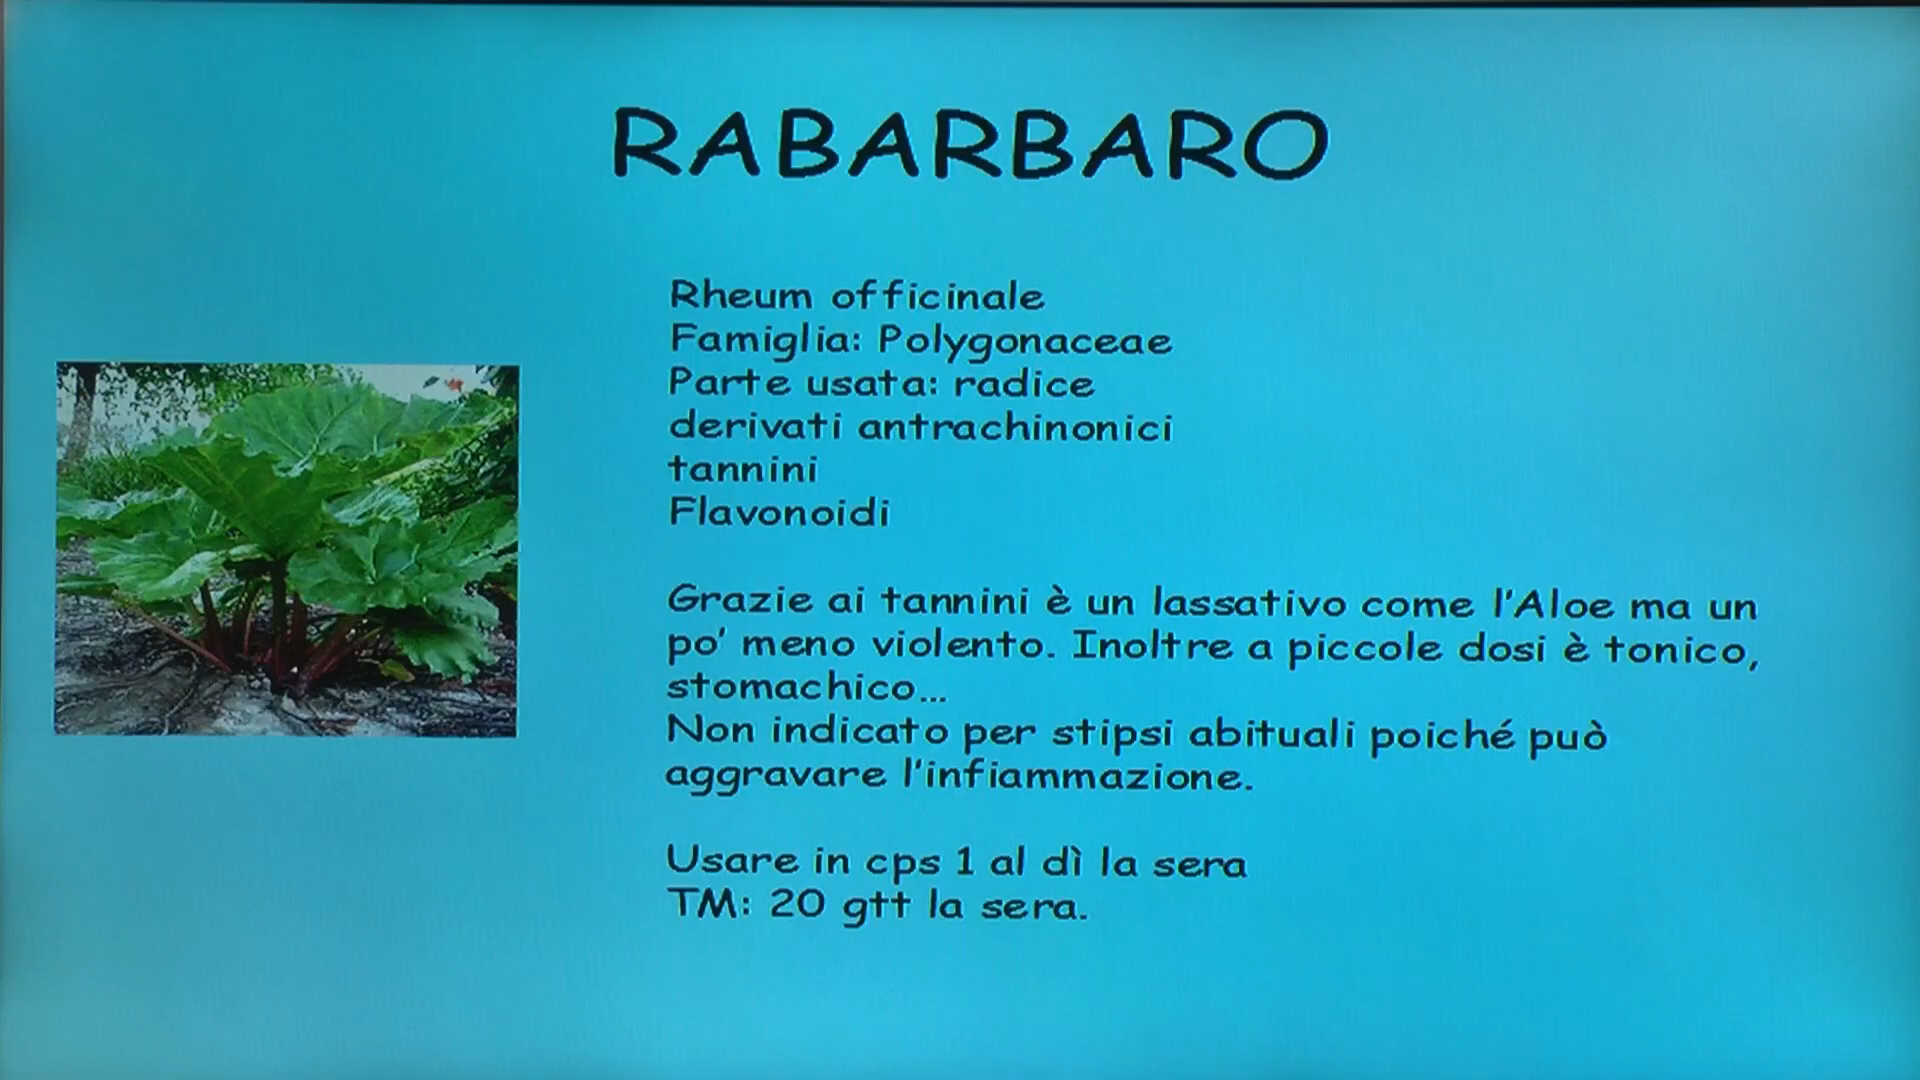 RABARBARO
Rheum officinale
Famiglia: Polygonaceae
Parte usata: radice
derivati antrachinonici
tannini
Flavonoidi
Grazie ai tannini è un lassativo come l'Aloe ma un
po' meno violento. Inoltre a piccole dosi è tonico,
stomachico...
Non indicato per stipsi abituali poiché può
aggravare l'infiammazione.
Usare in cps 1 al dì la sera
TM: 20 gtt la sera.